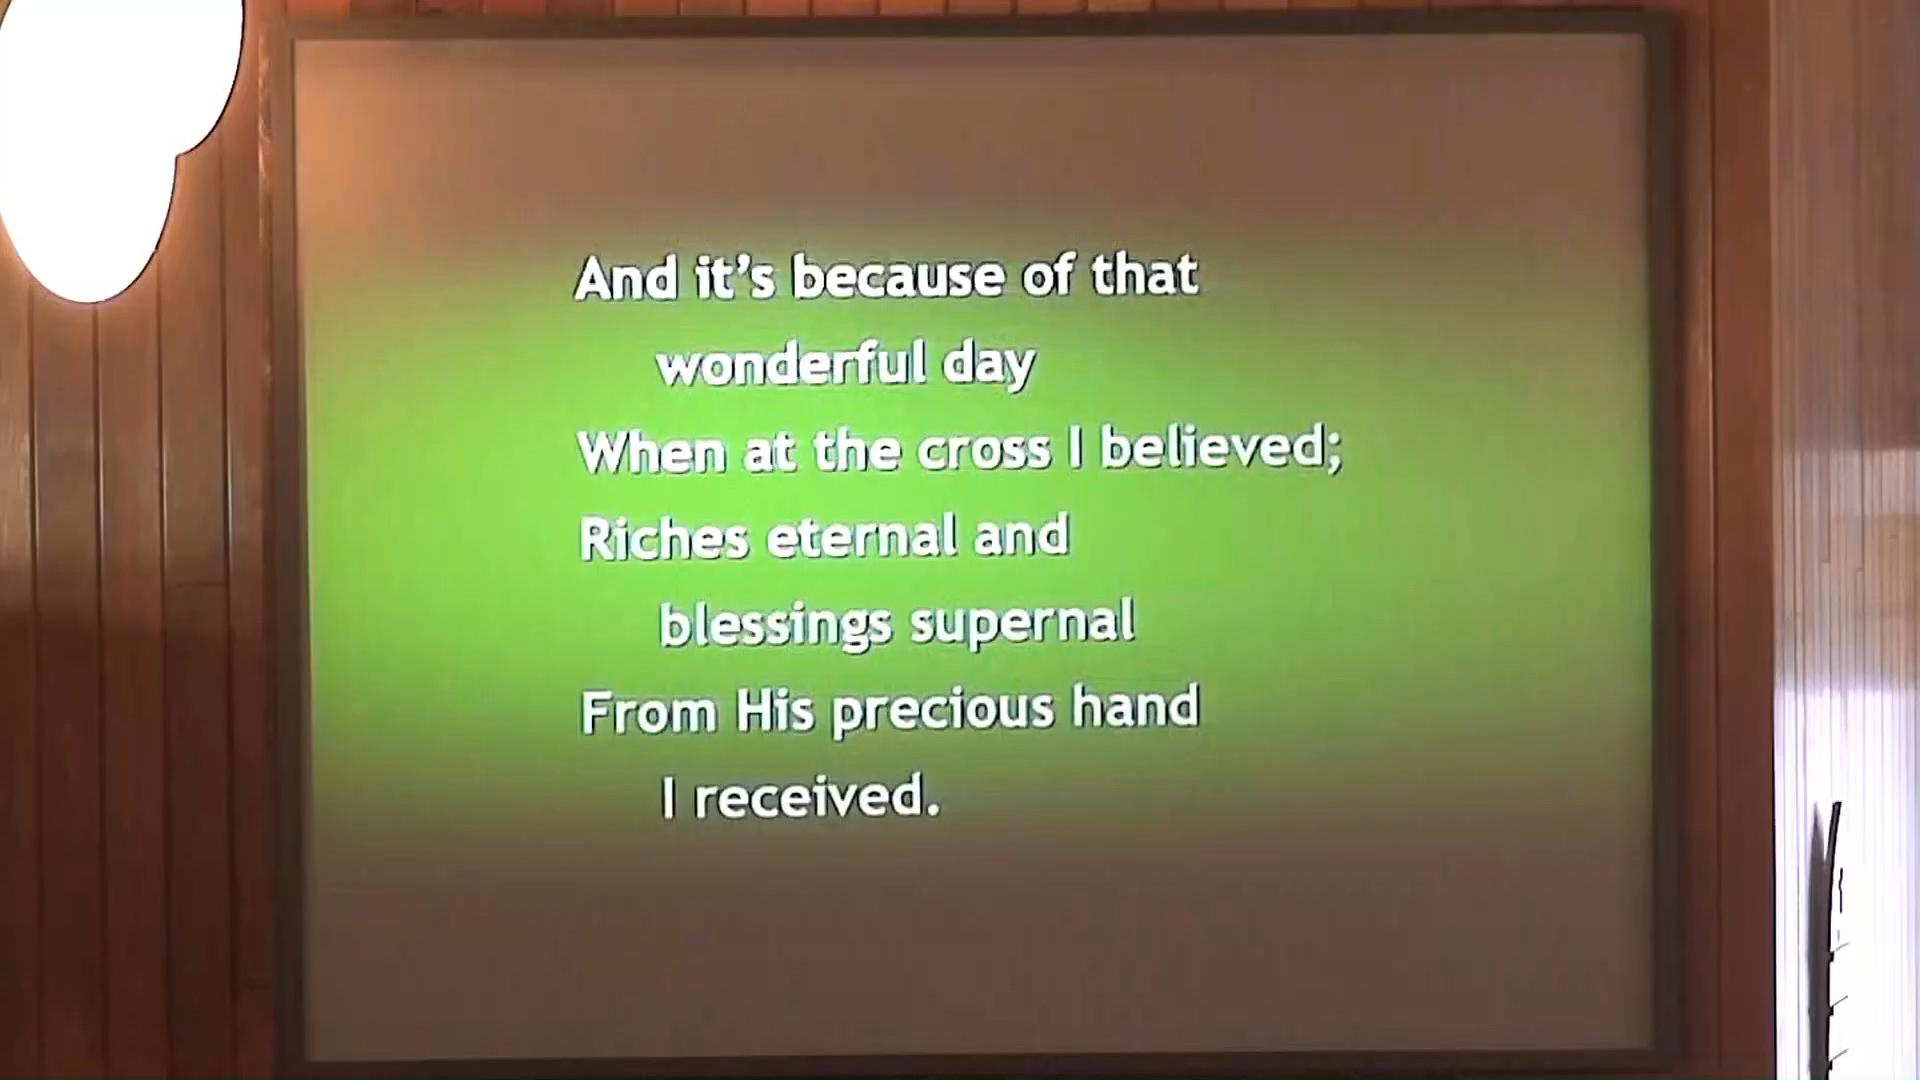 And it’s because of that
wonderful day
When at the cross I believed;
Riches eternal and
blessings supernal
From His precious hand
I received.